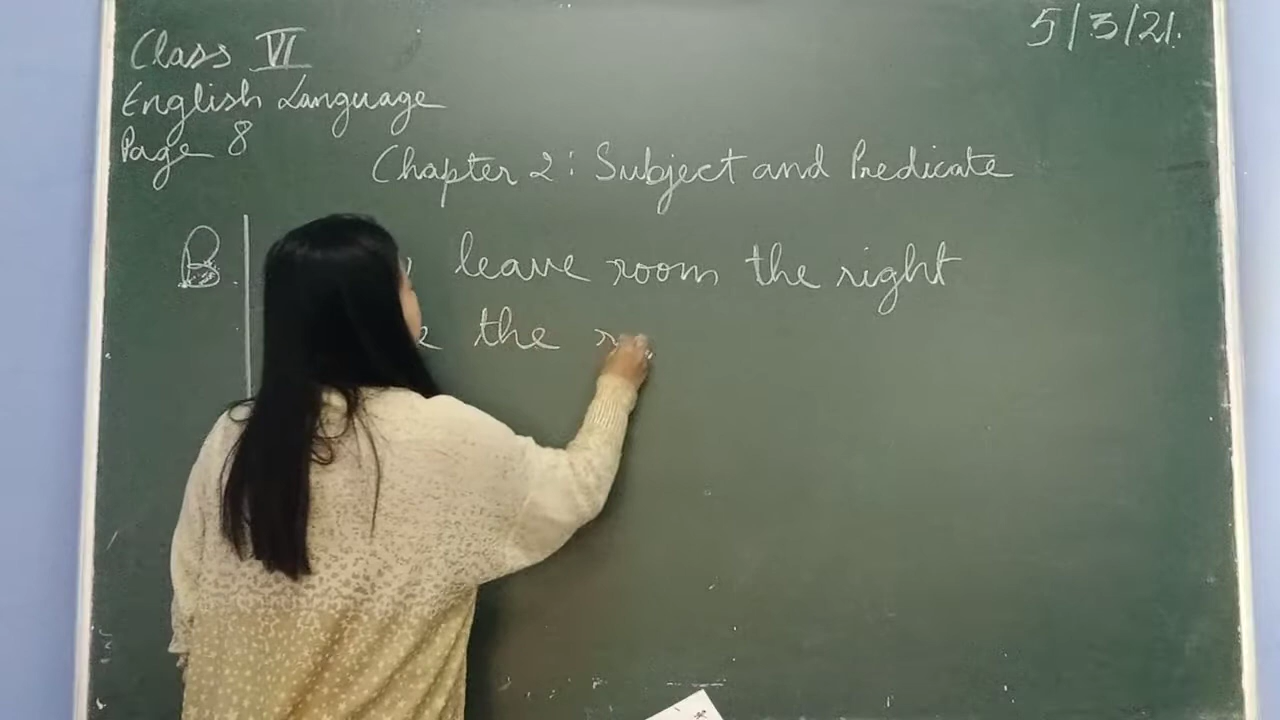 Class VI
5/3/21.
English Language
Page 8
Chapter 2: Subject and Predicate
B.
leave room the right
the